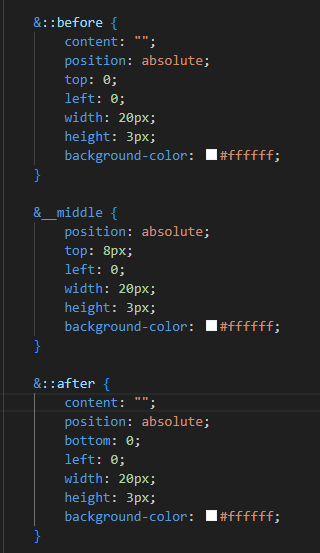 &::before {
content: "";
position: absolute;
top: 0;
left: 0;
width: 20px;
height: 3px;
background-color: #ffffff;
}
&__middle {
position: absolute;
top: 8px;
left: 0;
width: 20px;
height: 3px;
background-color: #ffffff;
}
&::after {
content: "";
position: absolute;
bottom: 0;
left: 0;
width: 20px;
height: 3px;
background-color: #ffffff;
}